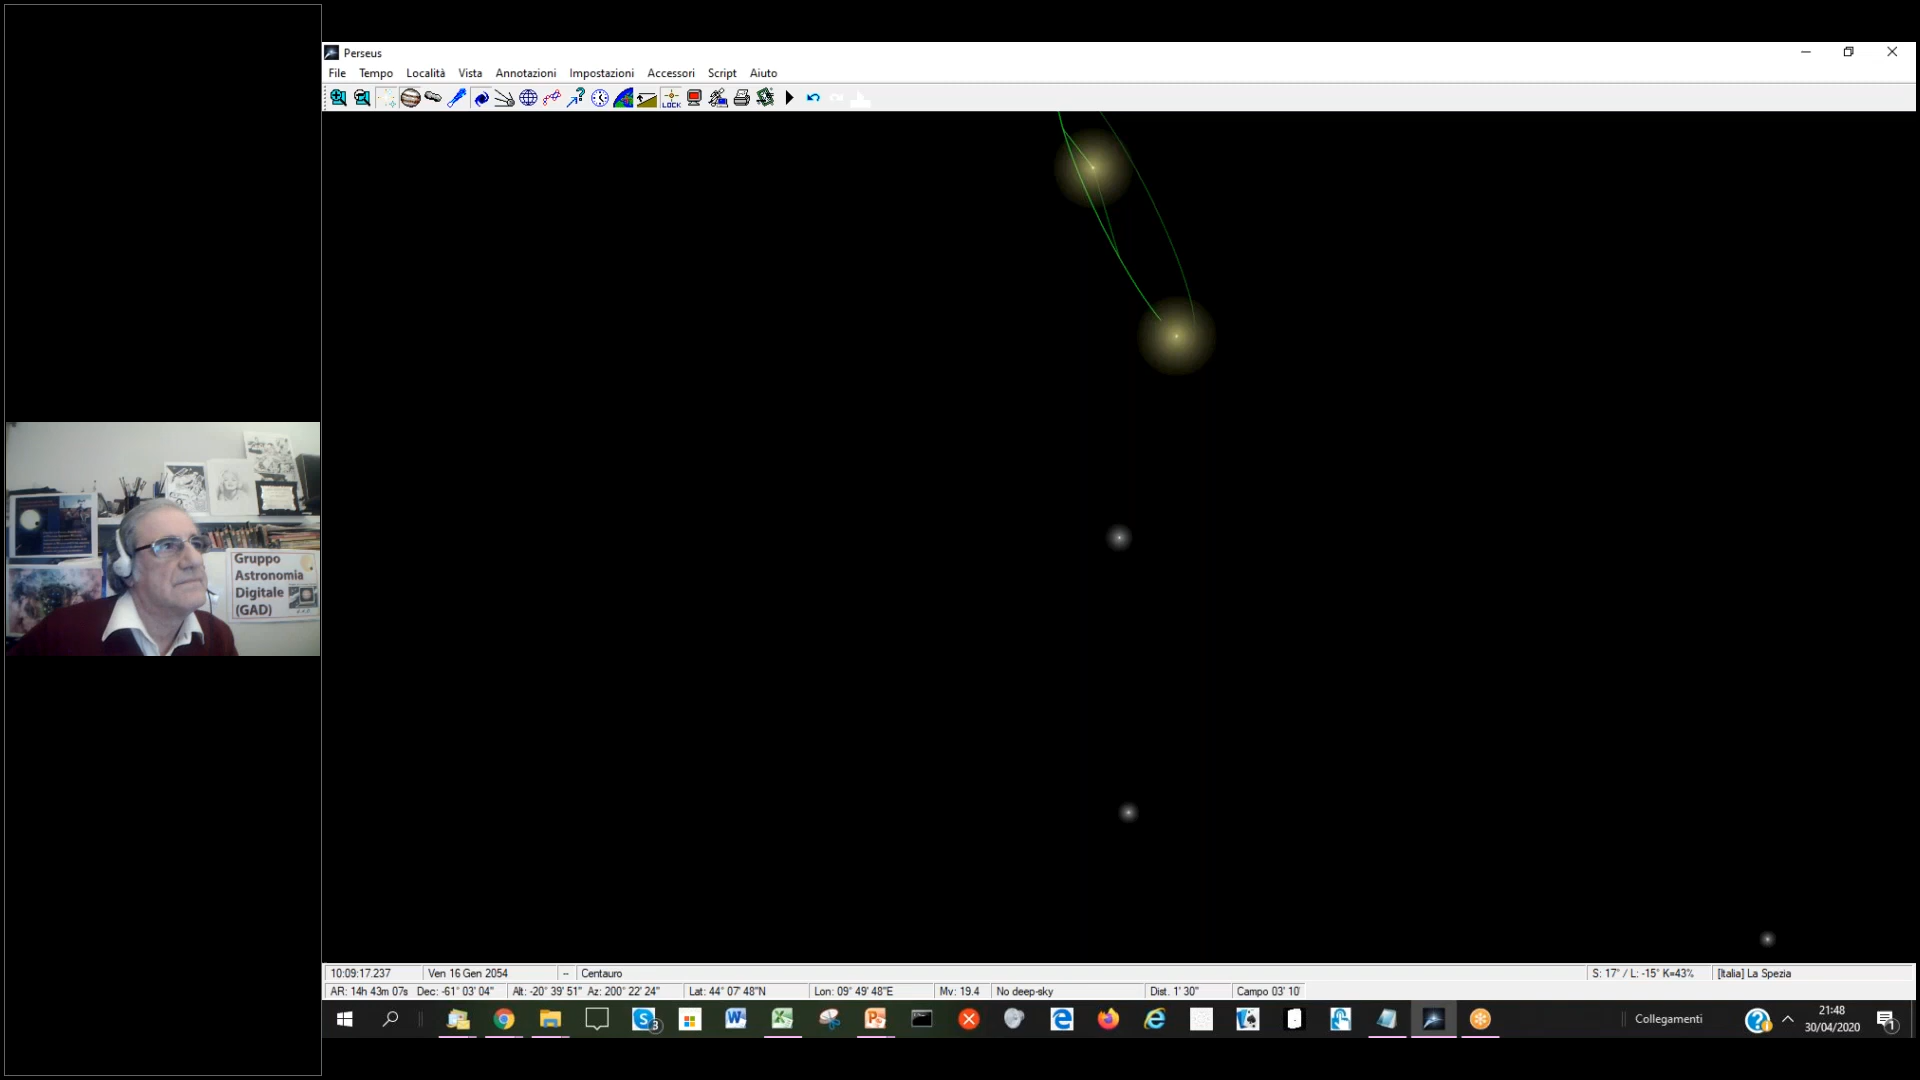 Perseus
File Tempo Località Vista Annotazioni Impostazioni Accessori Script Aiuto
LOCK
Gruppo
Astronomia
Digitale
(GAD)
10:09:17.237 Ven 16 Gen 2054 -- Centauro S: 17° / L: -15° K=43% [Italia] La Spezia
AR: 14h 43m 07s Dec: -61° 03' 04" Alt: -20° 39' 51" Az: 200° 22' 24" Lat: 44° 07' 48"N Lon: 09° 49' 48"E Mv: 19.4 No deep-sky Dist. 1' 30" Campo 03' 10'
3
Collegamenti
21:48
30/04/2020
1